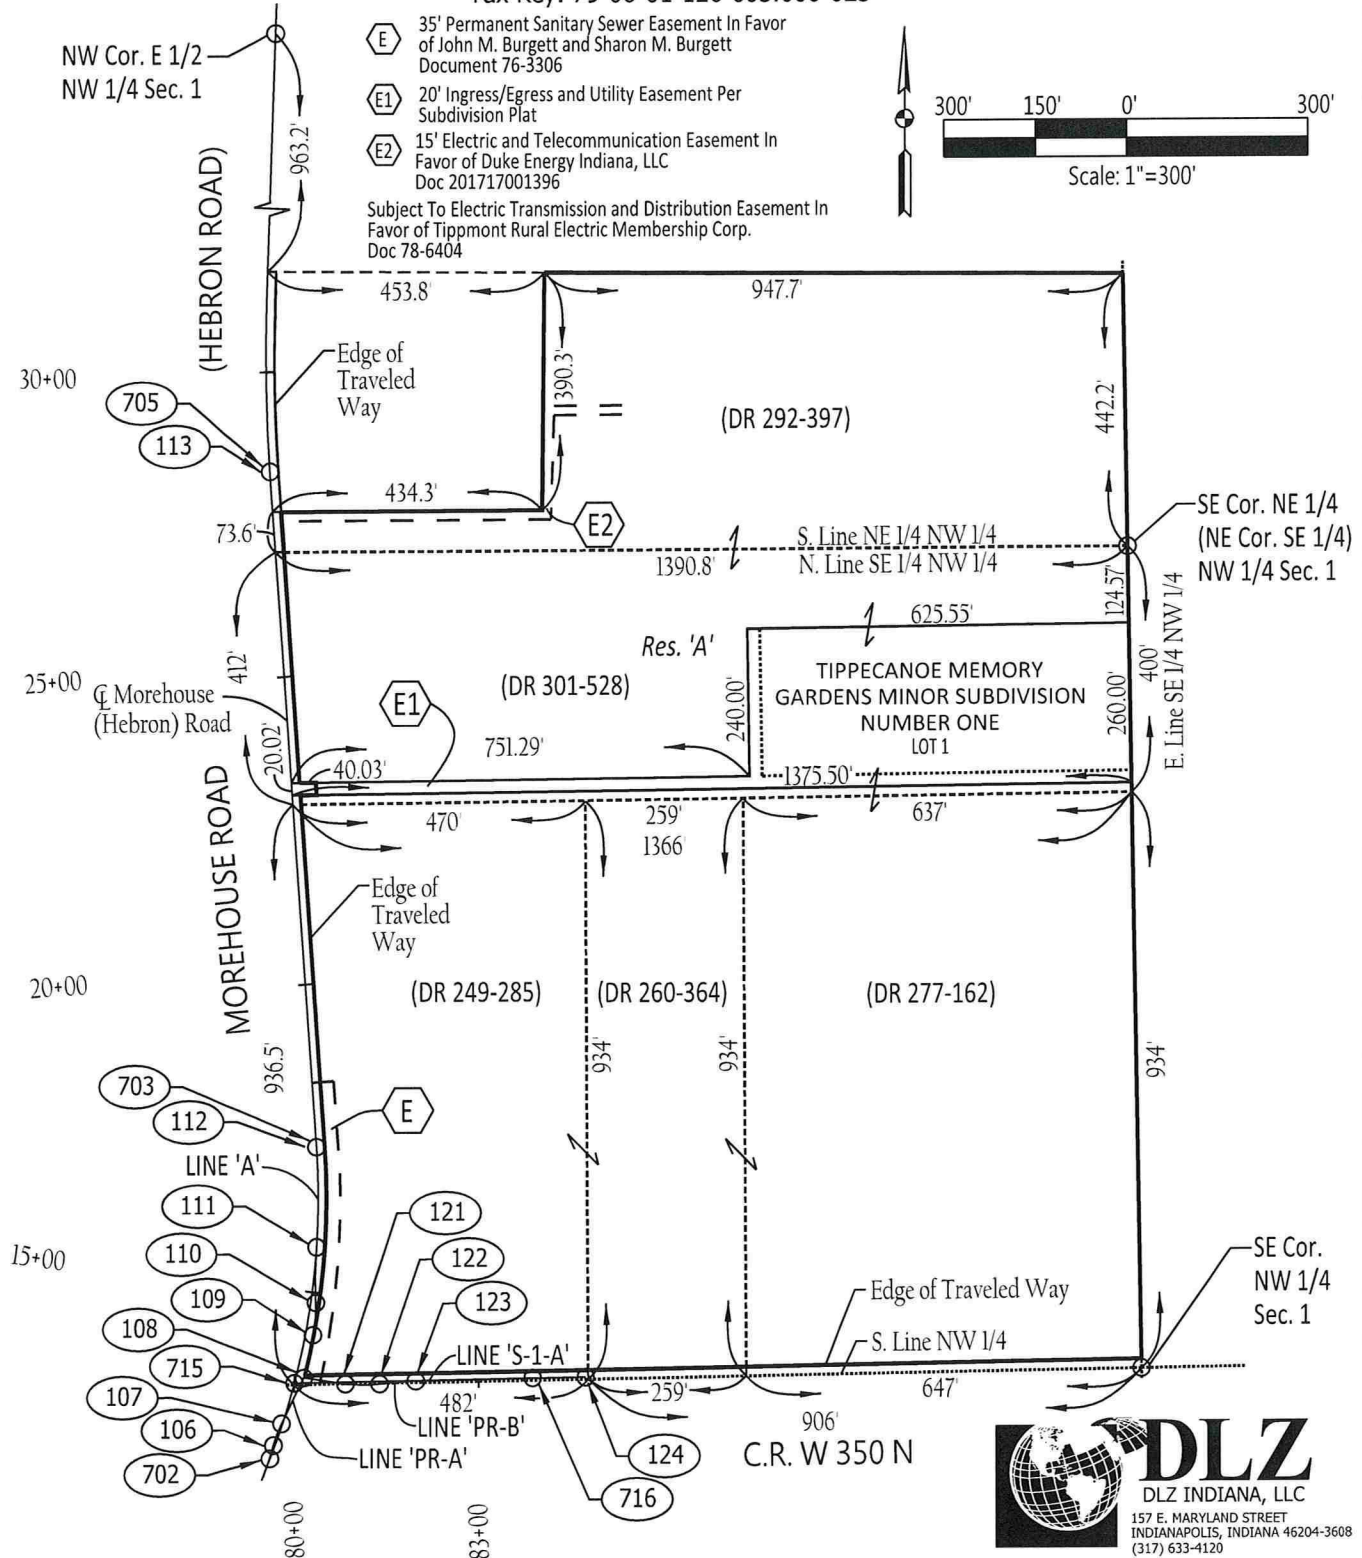 NW Cor. E 1/2
NW 1/4 Sec. 1
E
35' Permanent Sanitary Sewer Easement In Favor
of John M. Burgett and Sharon M. Burgett
Document 76-3306
E1
20' Ingress/Egress and Utility Easement Per
Subdivision Plat
E2
15' Electric and Telecommunication Easement In
Favor of Duke Energy Indiana, LLC
Doc 201717001396
Subject To Electric Transmission and Distribution Easement In
Favor of Tippmont Rural Electric Membership Corp.
Doc 78-6404
300' 150' 0' 300'
Scale: 1"=300'
963.2'
(HEBRON ROAD)
453.8'
947.7'
Edge of
Traveled
Way
390.3'
442.2'
30+00
705
113
(DR 292-397)
434.3'
E2
73.6'
S. Line NE 1/4 NW 1/4
1390.8'
N. Line SE 1/4 NW 1/4
SE Cor. NE 1/4
(NE Cor. SE 1/4)
NW 1/4 Sec. 1
124.57'
400'
E. Line SE 1/4 NW 1/4
625.55'
Res. 'A'
412'
25+00
℄ Morehouse
(Hebron) Road
(DR 301-528)
E1
240.00'
TIPPECANOE MEMORY
GARDENS MINOR SUBDIVISION
NUMBER ONE
LOT 1
260.00'
20.02'
751.29'
40.03'
1375.50'
470'
259'
637'
1366'
MOREHOUSE ROAD
Edge of
Traveled
Way
20+00
(DR 249-285)
(DR 260-364)
(DR 277-162)
936.5'
934'
934'
934'
703
112
E
LINE 'A'
111
121
110
122
15+00
109
123
108
715
107
106
702
Edge of Traveled Way
S. Line NW 1/4
SE Cor.
NW 1/4
Sec. 1
LINE 'S-1-A'
482'
259'
647'
LINE 'PR-B'
906'
LINE 'PR-A'
124
716
C.R. W 350 N
80+00
83+00
DLZ
DLZ INDIANA, LLC
157 E. MARYLAND STREET
INDIANAPOLIS, INDIANA 46204-3608
(317) 633-4120